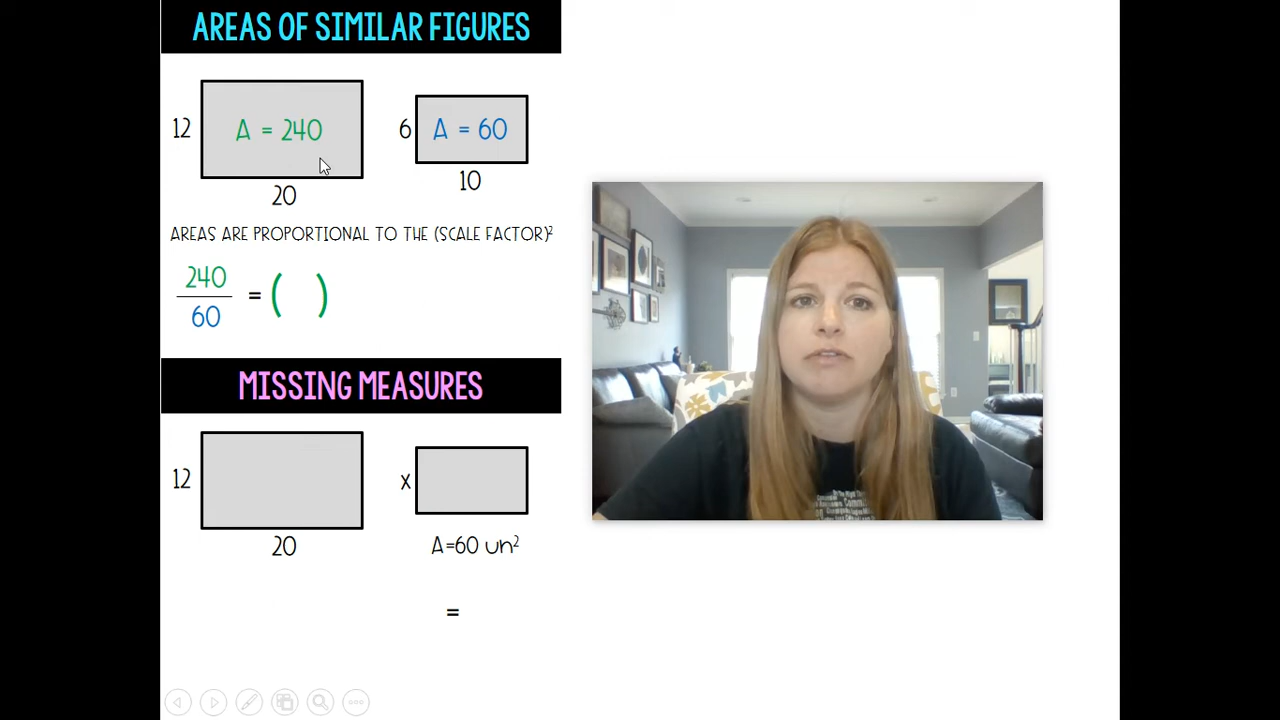 AREAS OF SIMILAR FIGURES
12 A = 240 6 A = 60
20 10
AREAS ARE PROPORTIONAL TO THE (SCALE FACTOR)²
240
60
= ( )
MISSING MEASURES
12 x
20 A=60 un²
=